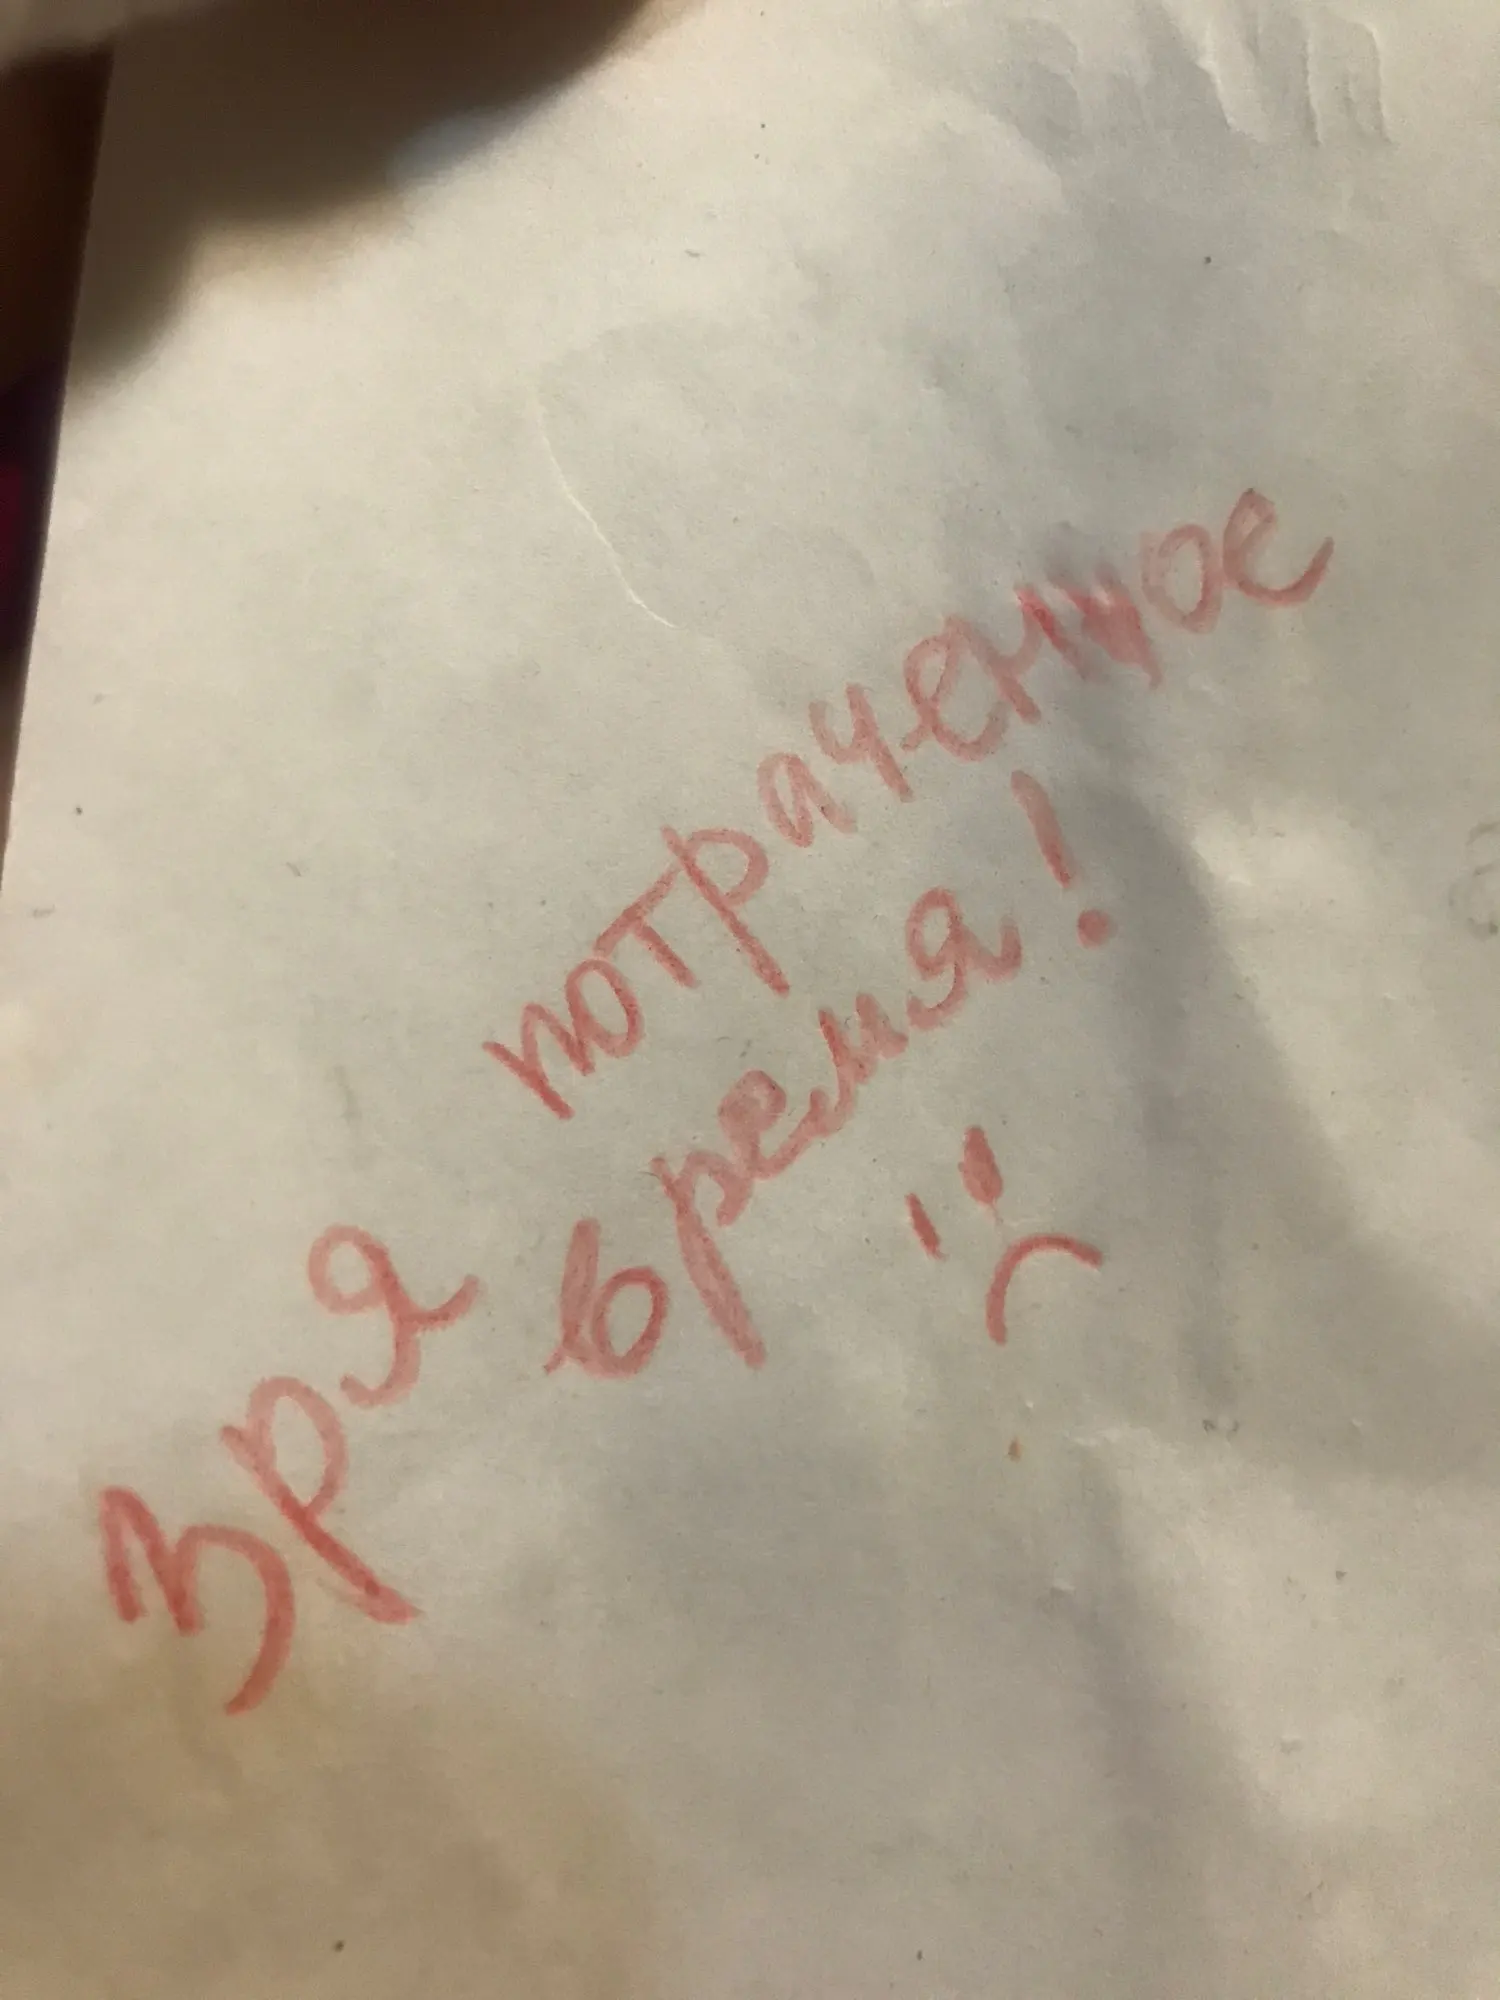 Зря потраченное
время!
:(